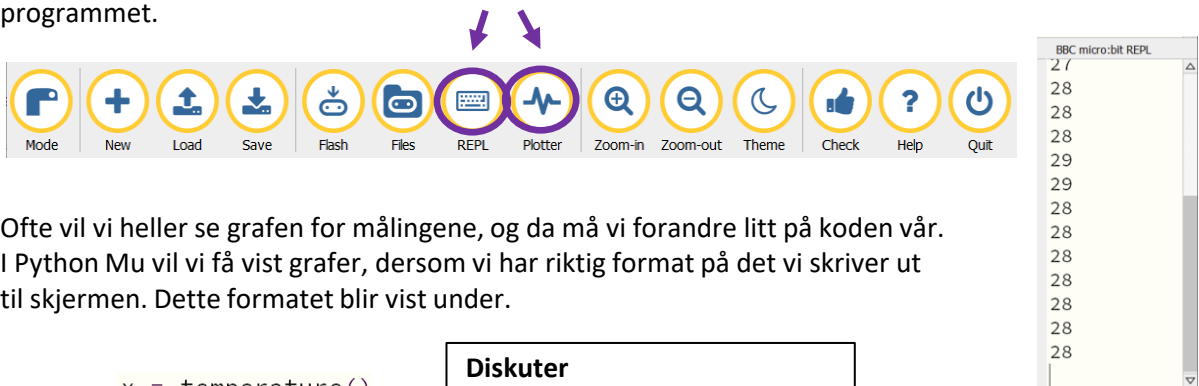 programmet.
Mode New Load Save Flash Files REPL Plotter Zoom-in Zoom-out Theme Check Help Quit
Ofte vil vi heller se grafen for målingene, og da må vi forandre litt på koden vår.
I Python Mu vil vi få vist grafer, dersom vi har riktig format på det vi skriver ut
til skjermen. Dette formatet blir vist under.
x = temperature()
Diskuter
BBC micro:bit REPL
27
28
28
28
29
29
28
28
28
28
28
28
28